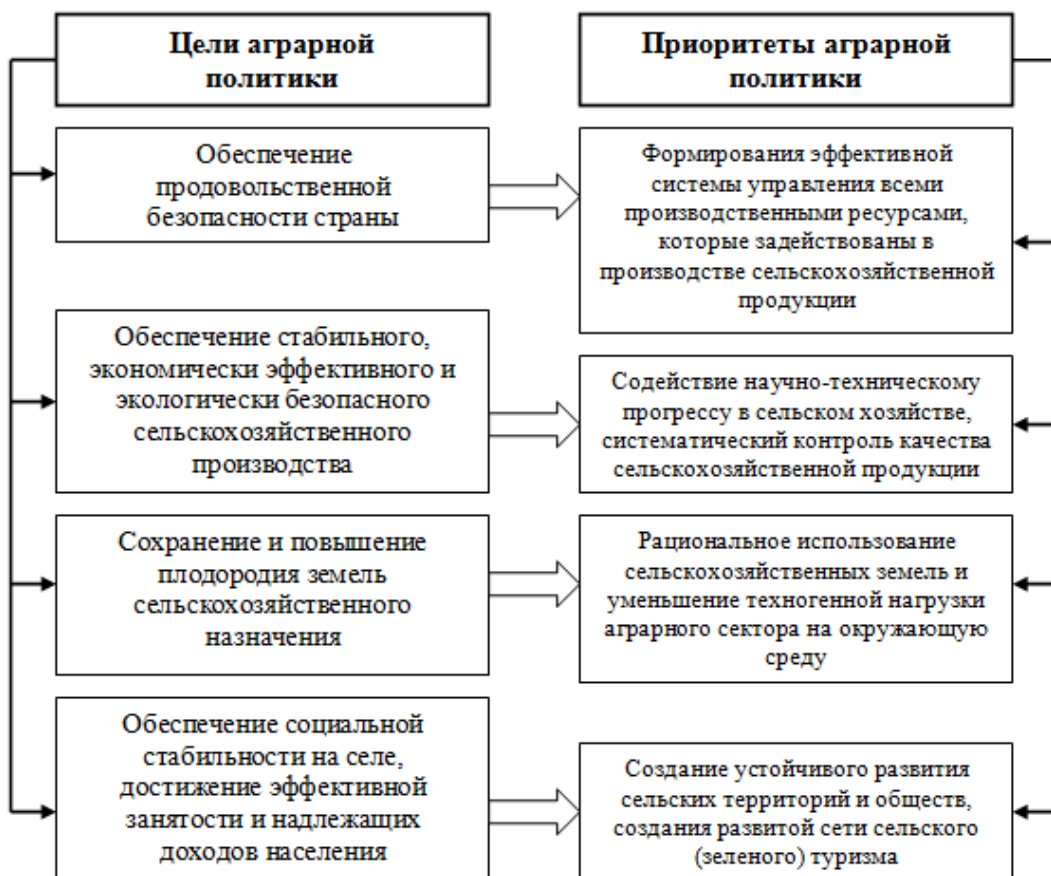 Цели аграрной
политики
Приоритеты аграрной
политики
Обеспечение
продовольственной
безопасности страны
Формирования эффективной
системы управления всеми
производственными ресурсами,
которые задействованы в
производстве сельскохозяйственной
продукции
Обеспечение стабильного,
экономически эффективного и
экологически безопасного
сельскохозяйственного
производства
Содействие научно-техническому
прогрессу в сельском хозяйстве,
систематический контроль качества
сельскохозяйственной продукции
Сохранение и повышение
плодородия земель
сельскохозяйственного
назначения
Рациональное использование
сельскохозяйственных земель и
уменьшение техногенной нагрузки
аграрного сектора на окружающую
среду
Обеспечение социальной
стабильности на селе,
достижение эффективной
занятости и надлежащих
доходов населения
Создание устойчивого развития
сельских территорий и обществ,
создания развитой сети сельского
(зеленого) туризма